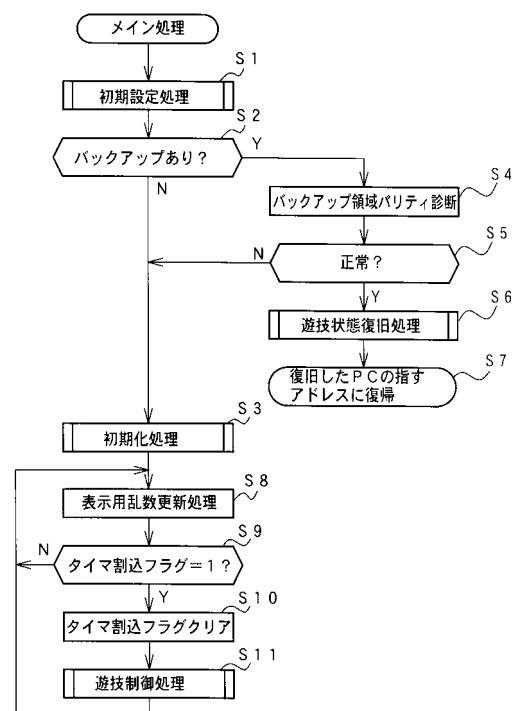 メイン処理
S1
初期設定処理
S2
バックアップあり?
Y
N
S4
バックアップ領域パリティ診断
S5
正常?
N
Y
S6
遊技状態復旧処理
S7
復旧したPCの指す
アドレスに復帰
S3
初期化処理
S8
表示用乱数更新処理
S9
N
タイマ割込フラグ=1?
Y
S10
タイマ割込フラグクリア
S11
遊技制御処理